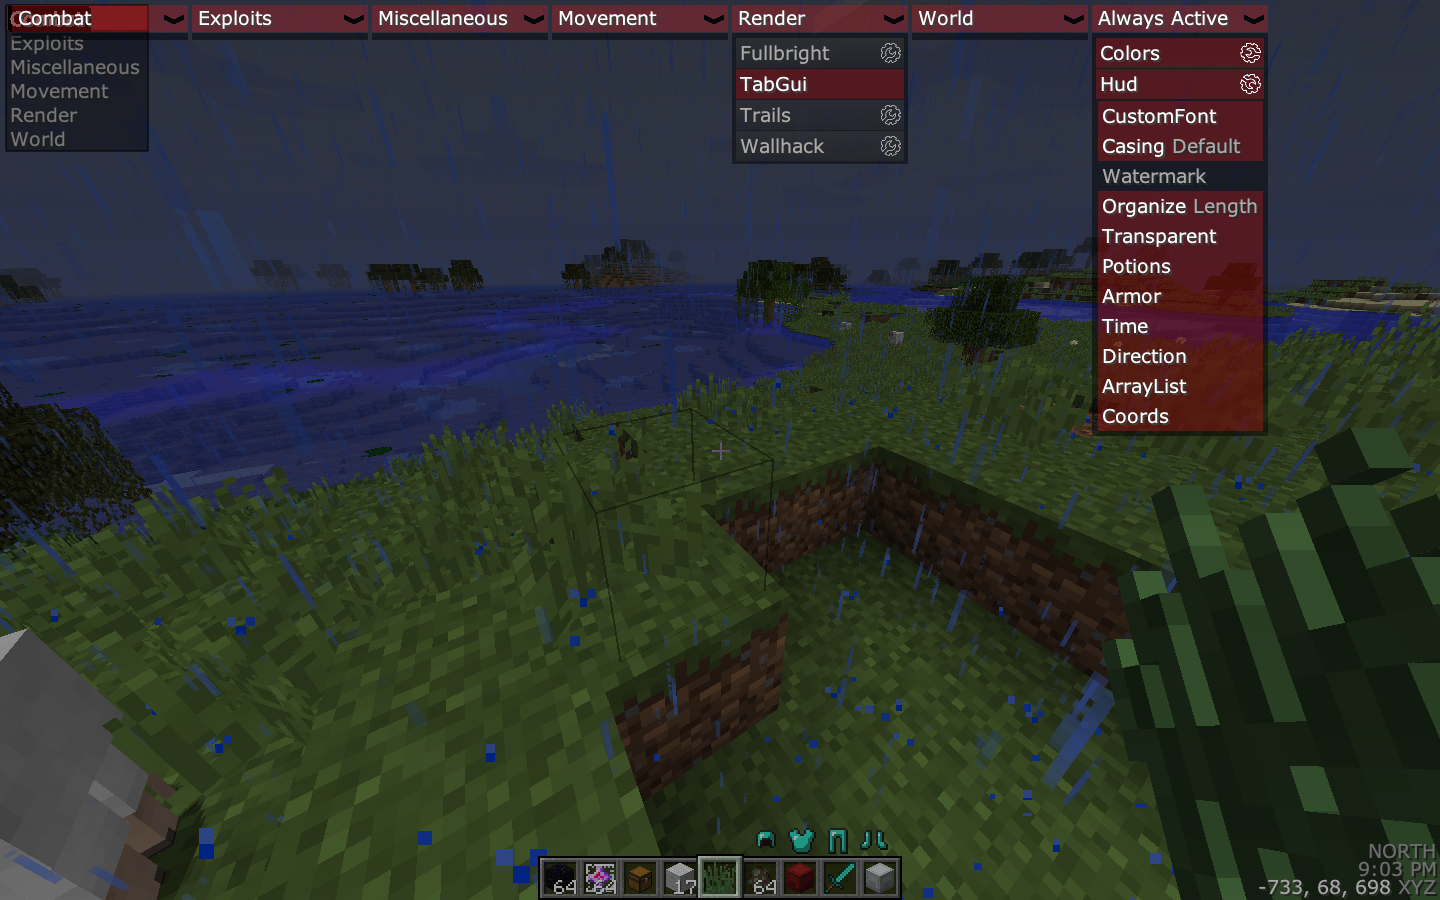 Combat
Exploits
Miscellaneous
Movement
Render
World
Always Active
Exploits
Miscellaneous
Movement
Render
World
Fullbright
TabGui
Trails
Wallhack
Colors
Hud
CustomFont
Casing Default
Watermark
Organize Length
Transparent
Potions
Armor
Time
Direction
ArrayList
Coords
64
64
17
64
NORTH
9:03 PM
-733, 68, 698 XYZ